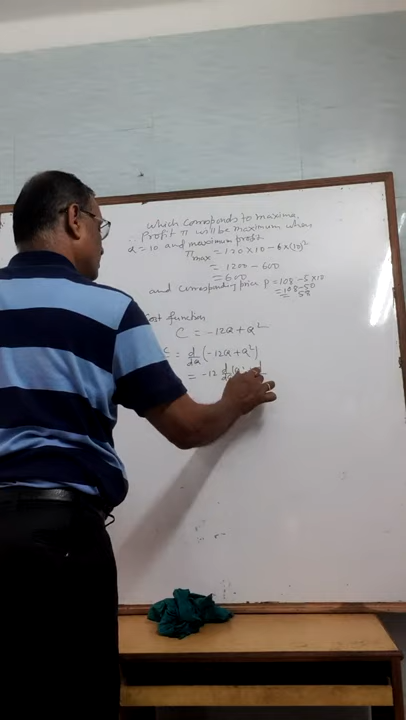 which corresponds to maxima.
∴ Profit π will be maximum, when
Q = 10 and maximum profit
π max = 120 × 10 − 6 × (10)²
= 1200 − 600
= 600
and corresponding price P = 108 − 5 × 10
= 108 − 50
= 58
Cost function
C = −12Q + Q²
C = d/dQ (−12Q + Q²)
= −12 d/dQ (Q) + d